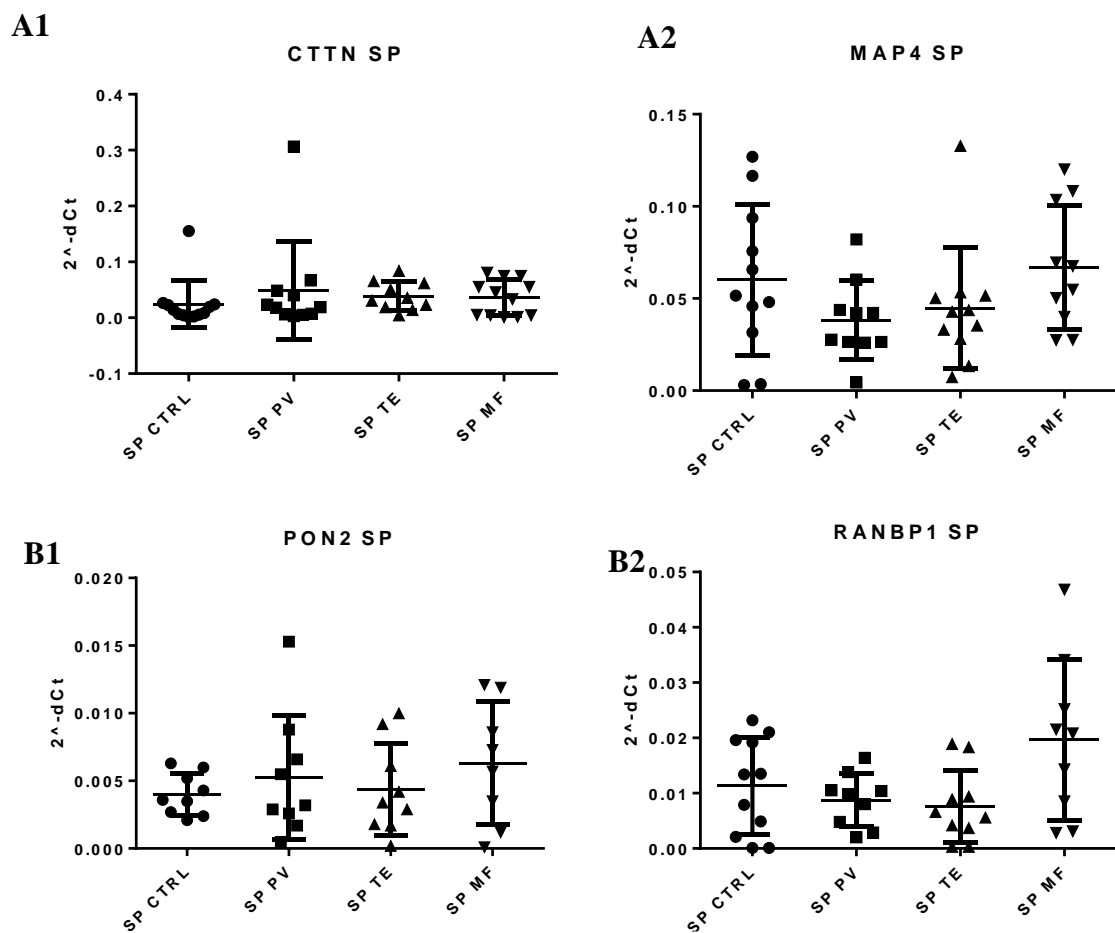 A1
CTTN SP
2^-dCt
0.4
0.3
0.2
0.1
0.0
-0.1
SP CTRL
SP PV
SP TE
SP MF
A2
MAP4 SP
2^-dCt
0.15
0.10
0.05
0.00
SP CTRL
SP PV
SP TE
SP MF
B1
PON2 SP
2^-dCt
0.020
0.015
0.010
0.005
0.000
SP CTRL
SP PV
SP TE
SP MF
B2
RANBP1 SP
2^-dCt
0.05
0.04
0.03
0.02
0.01
0.00
SP CTRL
SP PV
SP TE
SP MF